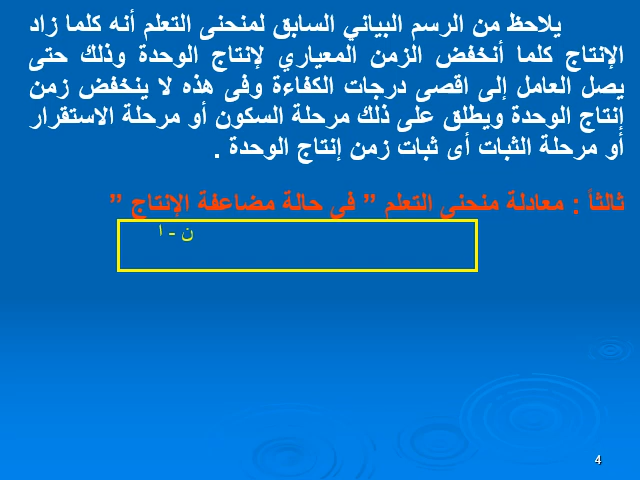 يلاحظ من الرسم البياني السابق لمنحنى التعلم أنه كلما زاد
الإنتاج كلما أنخفض الزمن المعياري لإنتاج الوحدة وذلك حتى
يصل العامل إلى اقصى درجات الكفاءة وفى هذه لا ينخفض زمن
إنتاج الوحدة ويطلق على ذلك مرحلة السكون أو مرحلة الاستقرار
أو مرحلة الثبات أى ثبات زمن إنتاج الوحدة .
ثالثاً : معادلة منحنى التعلم ” في حالة مضاعفة الإنتاج ”
ن - ا
4